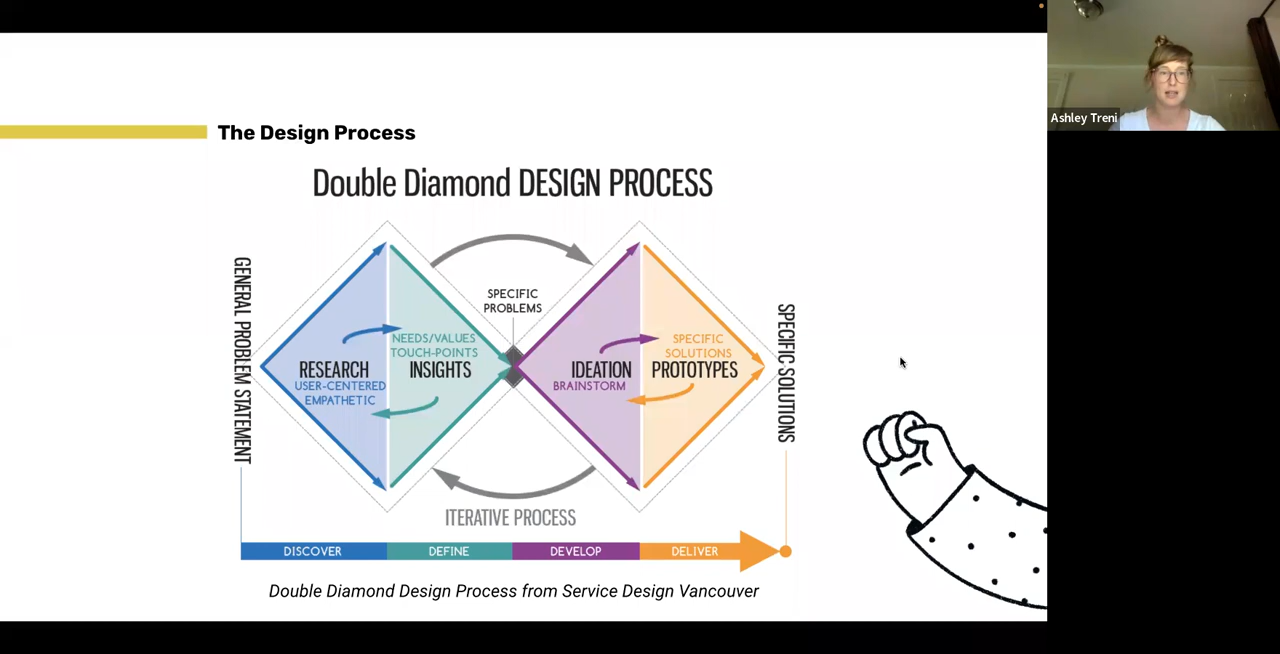 The Design Process
Double Diamond DESIGN PROCESS
GENERAL PROBLEM STATEMENT
RESEARCH
USER-CENTERED
EMPATHETIC
NEEDS/VALUES
TOUCH-POINTS
INSIGHTS
SPECIFIC
PROBLEMS
IDEATION
BRAINSTORM
SPECIFIC
SOLUTIONS
PROTOTYPES
SPECIFIC SOLUTIONS
ITERATIVE PROCESS
DISCOVER
DEFINE
DEVELOP
DELIVER
Double Diamond Design Process from Service Design Vancouver
Ashley Treni